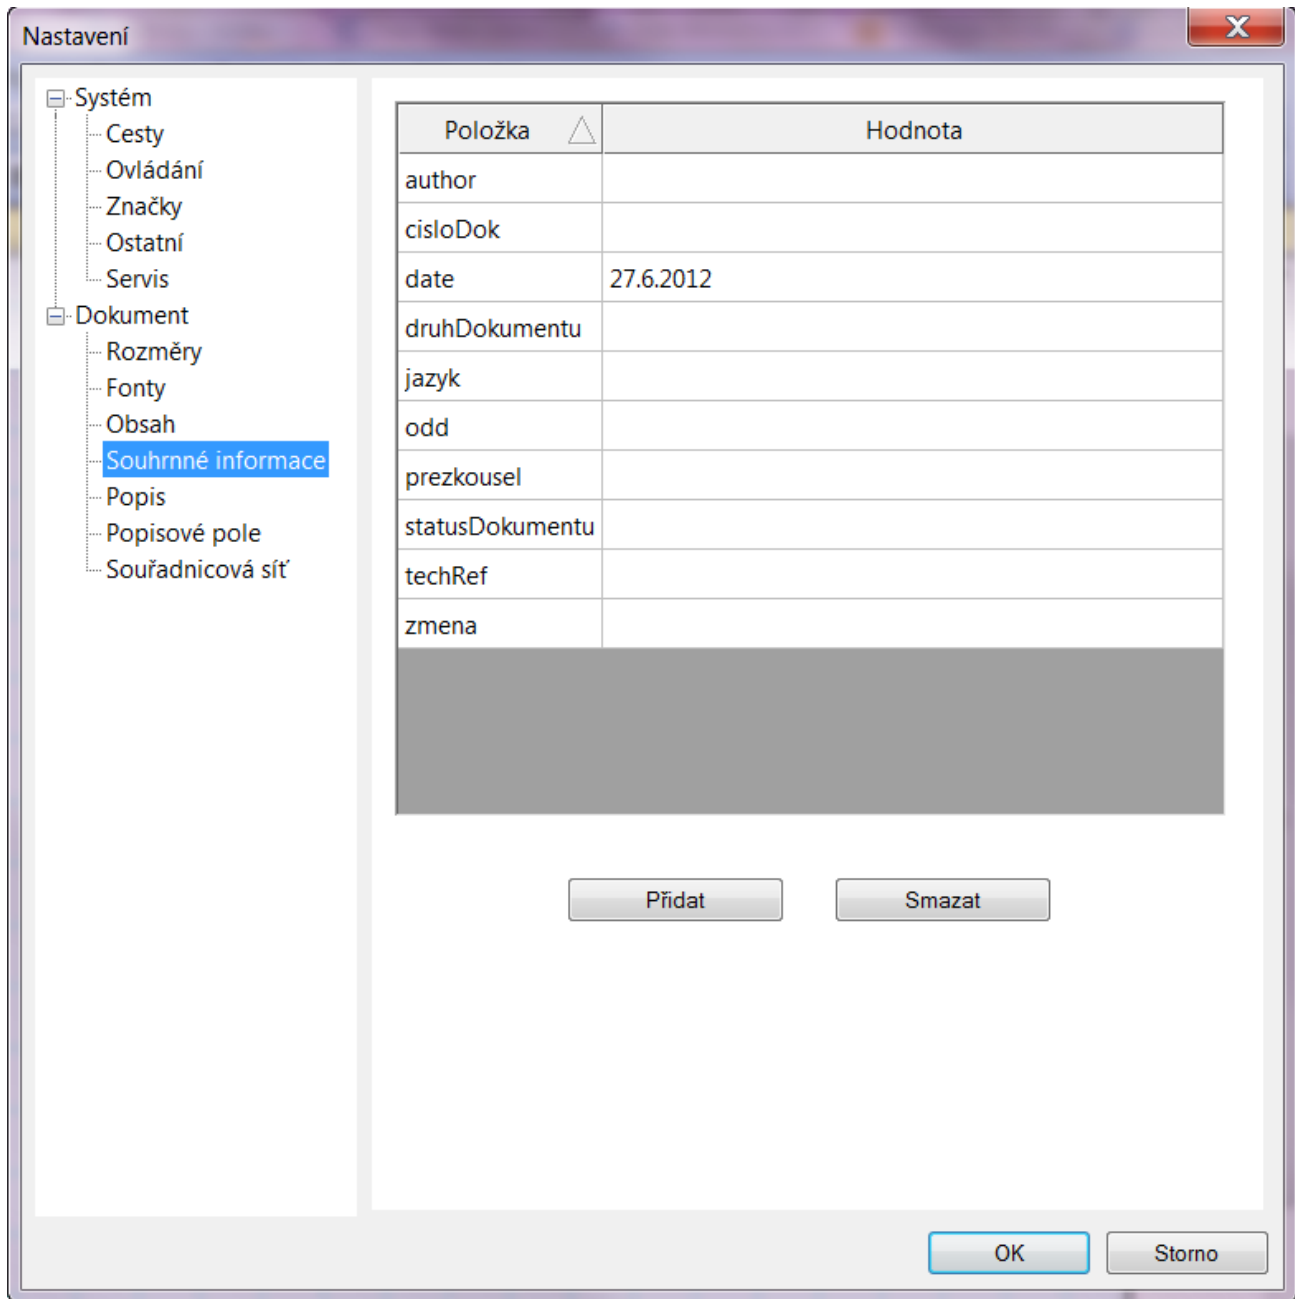 Nastavení
X
Systém
Cesty
Ovládání
Značky
Ostatní
Servis
Dokument
Rozměry
Fonty
Obsah
Souhrnné informace
Popis
Popisové pole
Souřadnicová síť
Položka Hodnota
author
cisloDok
date 27.6.2012
druhDokumentu
jazyk
odd
prezkousel
statusDokumentu
techRef
zmena
Přidat Smazat
OK Storno